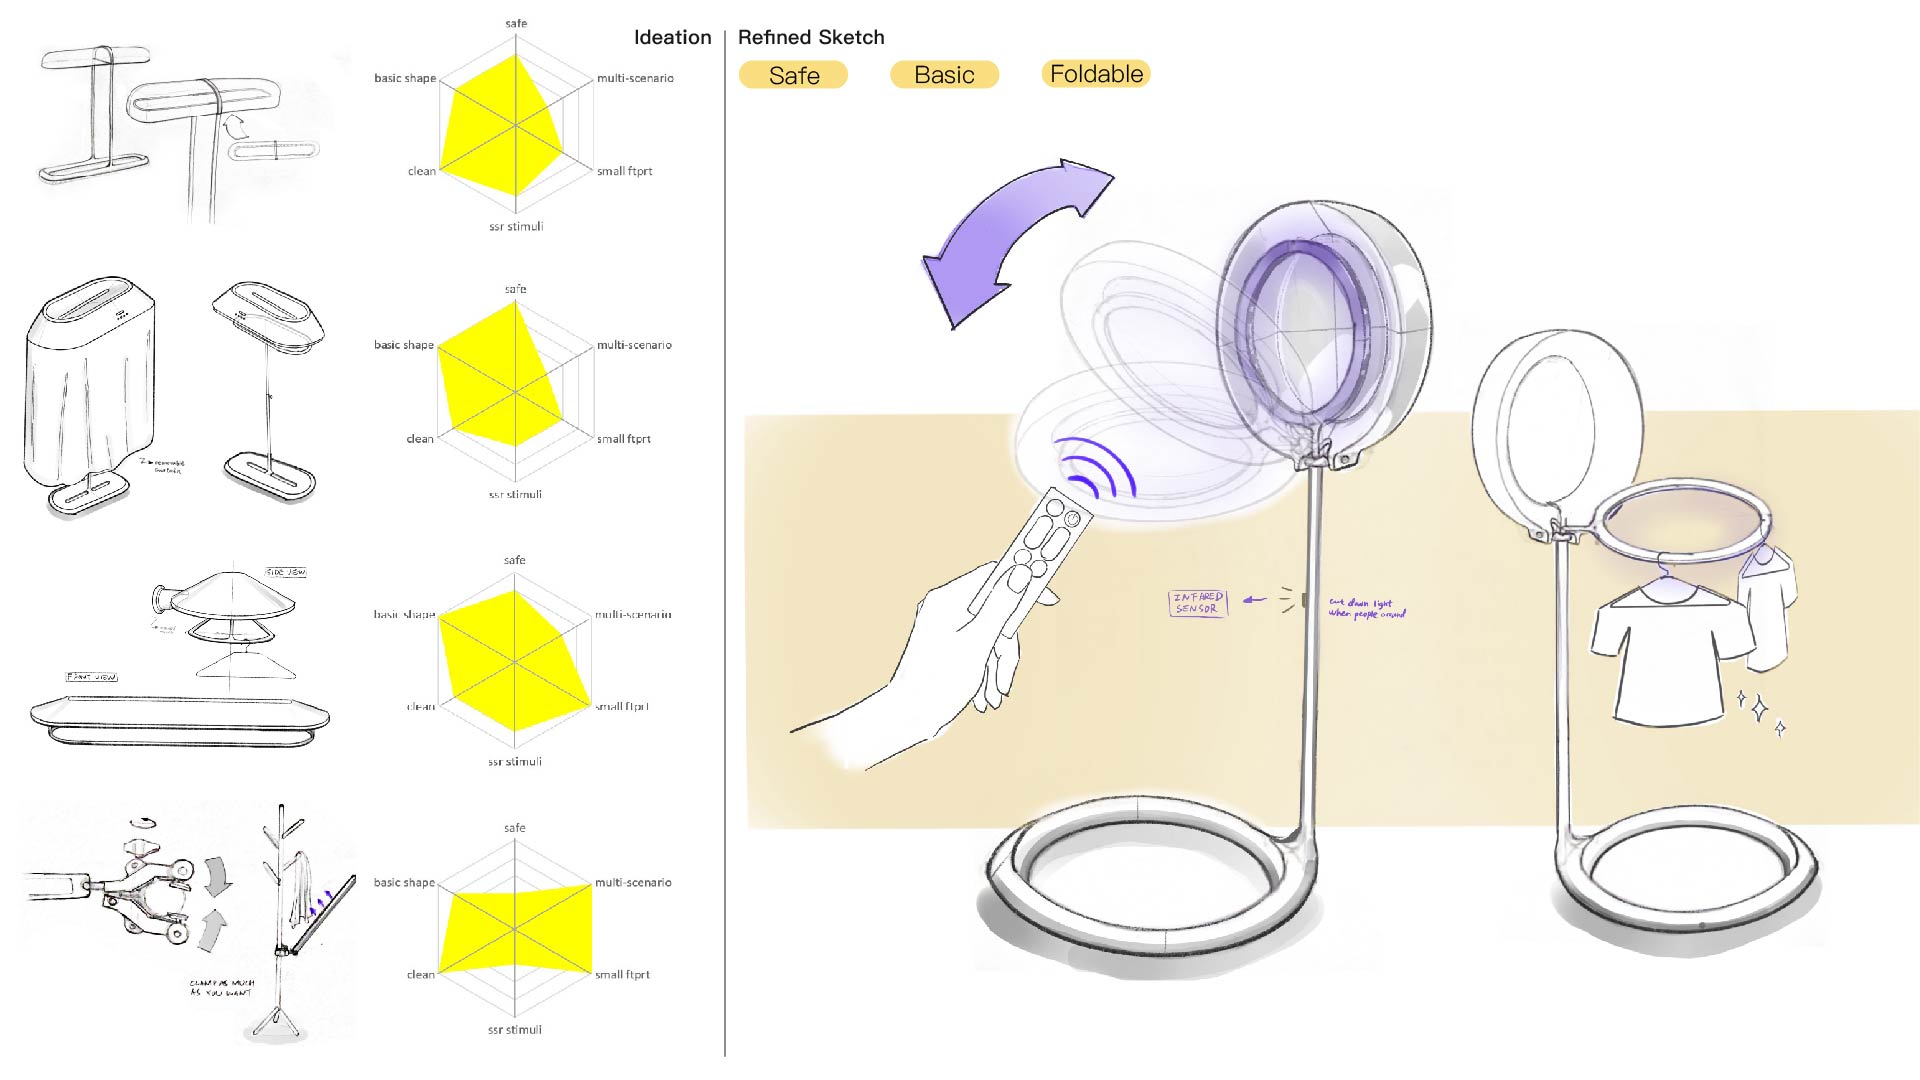 Ideation
safe
basic shape
multi-scenario
clean
small ftprt
ssr stimuli
safe
basic shape
multi-scenario
clean
small ftprt
ssr stimuli
removable
curtain
SIDE VIEW
FRONT VIEW
safe
basic shape
multi-scenario
clean
small ftprt
ssr stimuli
CLAMP AS MUCH
AS YOU WANT
safe
basic shape
multi-scenario
clean
small ftprt
ssr stimuli
Refined Sketch
Safe
Basic
Foldable
INFARED
SENSOR
cut down light
when people around